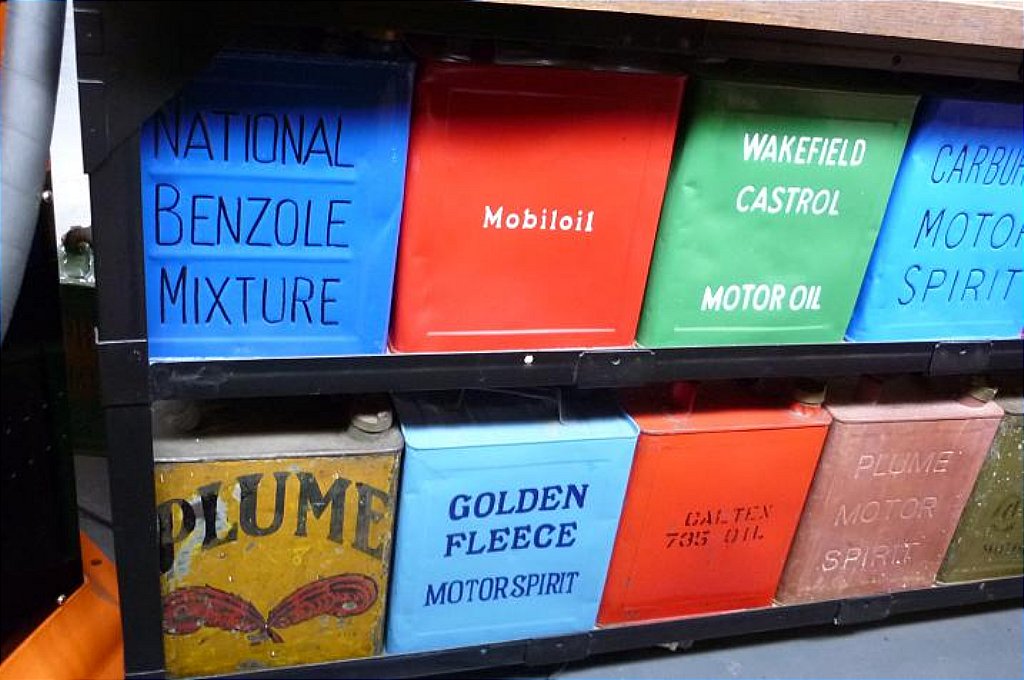 NATIONAL
BENZOLE
MIXTURE
Mobiloil
WAKEFIELD
CASTROL
MOTOR OIL
CARBUR
MOTOR
SPIRIT
PLUME
GOLDEN
FLEECE
MOTOR SPIRIT
CALTEX
735 OIL
PLUME
MOTOR
SPIRIT